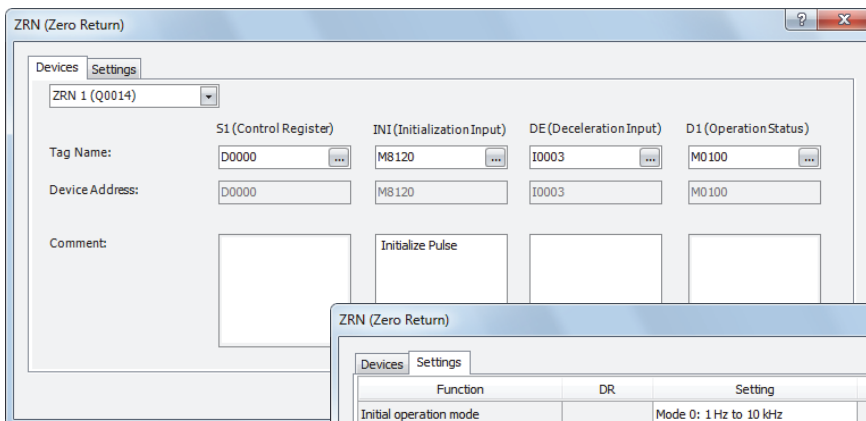 ZRN (Zero Return)
Devices Settings
ZRN 1 (Q0014)
S1 (Control Register) INI (Initialization Input) DE (Deceleration Input) D1 (Operation Status)
Tag Name: D0000 ... M8120 ... I0003 ... M0100 ...
Device Address: D0000 M8120 I0003 M0100
Comment: Initialize Pulse
ZRN (Zero Return)
Devices Settings
Function DR Setting
Initial operation mode Mode 0: 1 Hz to 10 kHz